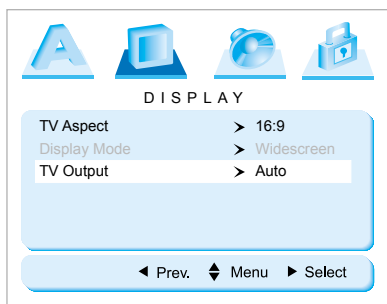 A
DISPLAY
TV Aspect > 16:9
Display Mode > Widescreen
TV Output > Auto
◄ Prev. ▲▼ Menu ► Select